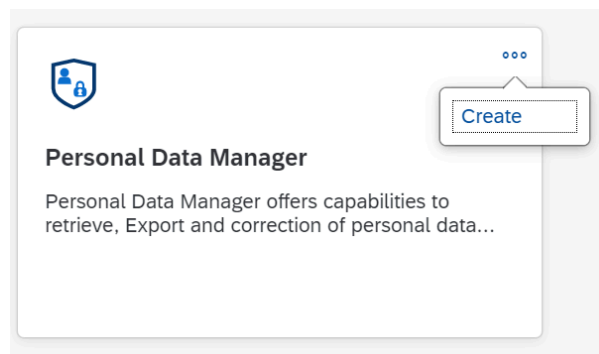 Create
Personal Data Manager
Personal Data Manager offers capabilities to
retrieve, Export and correction of personal data...